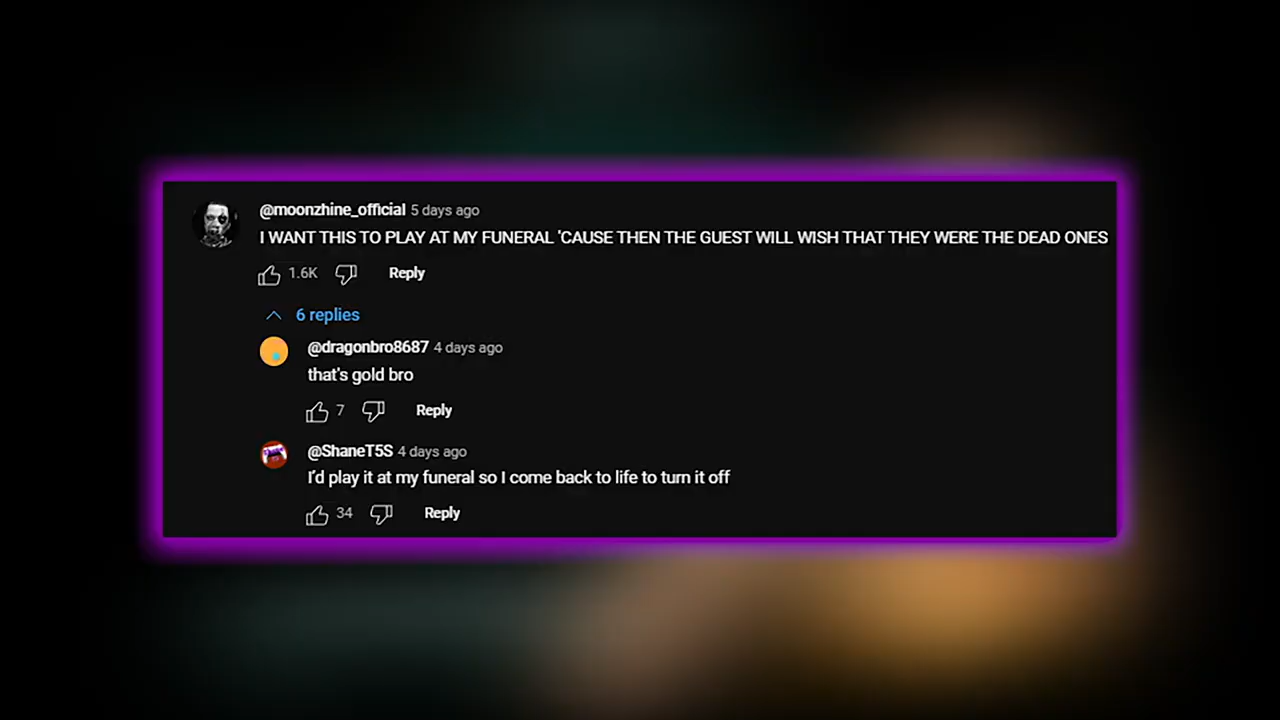 @moonzhine_official 5 days ago
I WANT THIS TO PLAY AT MY FUNERAL 'CAUSE THEN THE GUEST WILL WISH THAT THEY WERE THE DEAD ONES
1.6K Reply
6 replies
@dragonbro8687 4 days ago
that's gold bro
7 Reply
@ShaneT5S 4 days ago
I'd play it at my funeral so I come back to life to turn it off
34 Reply